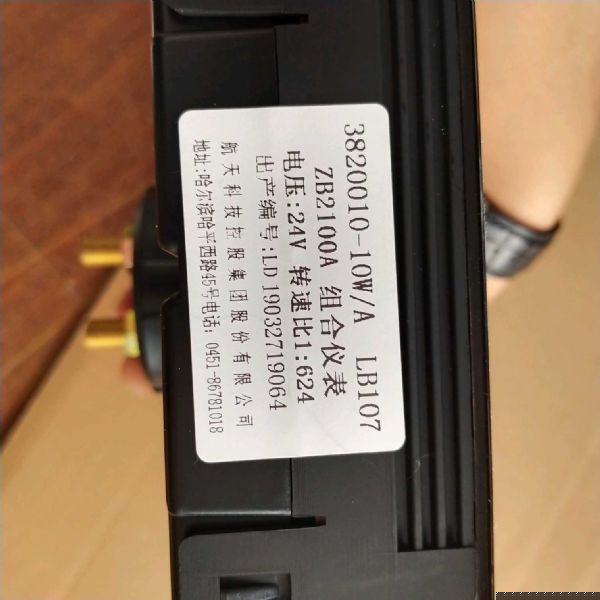 3820010-10W/A LB107
ZB2100A 组合仪表
电压:24V 转速比1:624
出产编号:LD19032719064
航天科技控股集团股份有限公司
地址:哈尔滨哈平西路45号电话: 0451-86781018